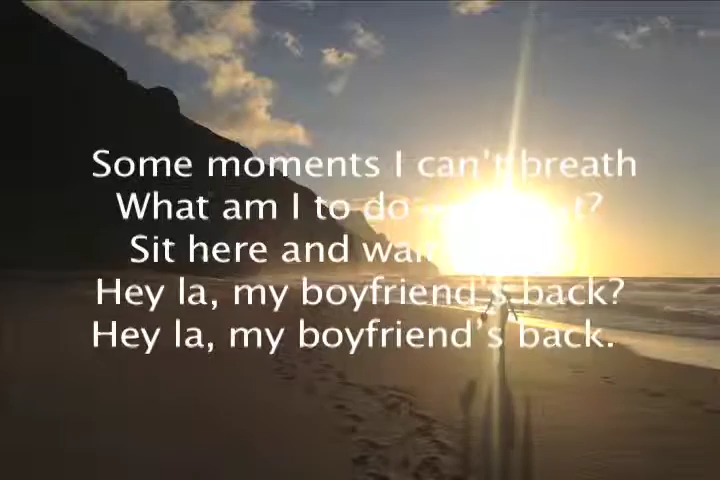 Some moments I can't breath
What am I to do t?
Sit here and wait
Hey la, my boyfriend's back?
Hey la, my boyfriend's back.